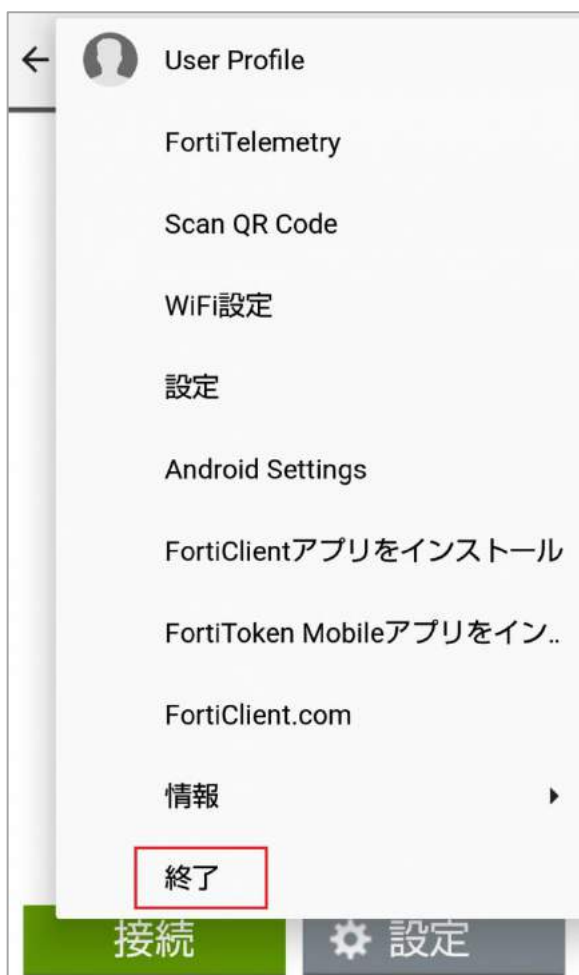 User Profile
FortiTelemetry
Scan QR Code
WiFi設定
設定
Android Settings
FortiClientアプリをインストール
FortiToken Mobileアプリをイン..
FortiClient.com
情報
終了
接続
設定